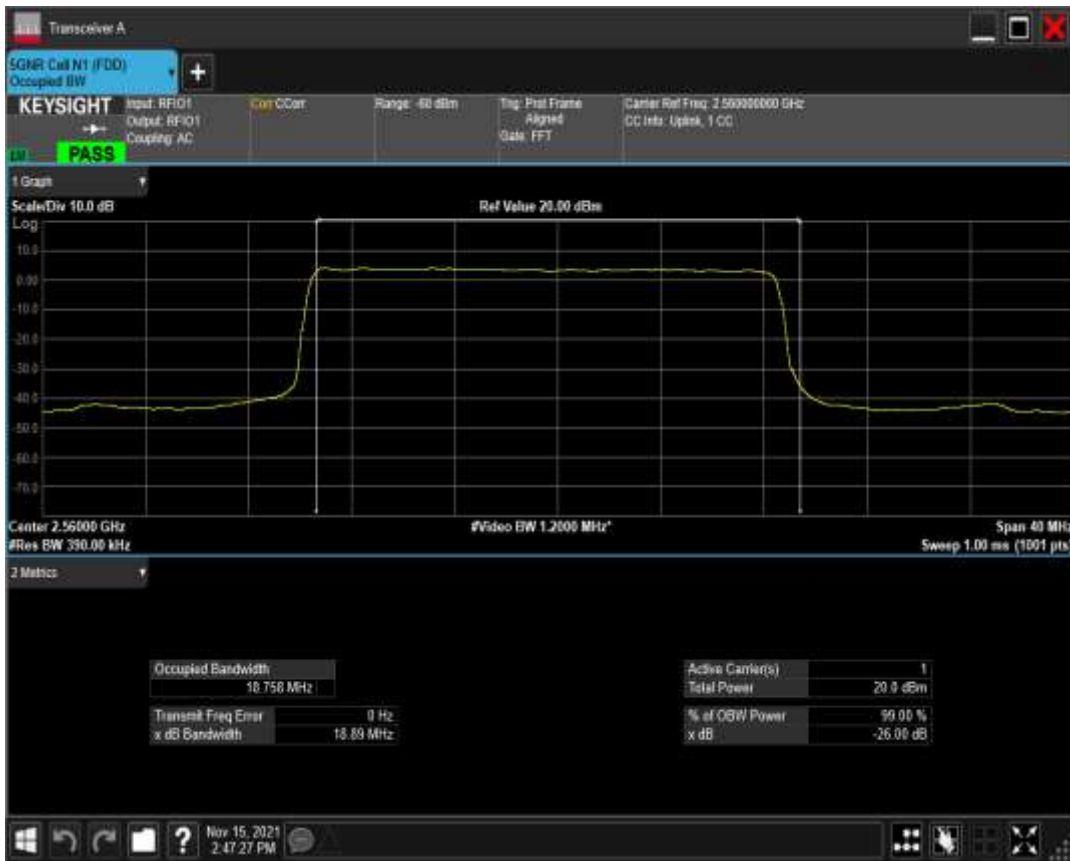 Transceiver A
5GNR Cell N1 (FDD)
Occupied BW
+
KEYSIGHT
Input: RFIO1
Output: RFIO1
Coupling: AC
Corr CCorr
Range: -60 dBm
Trig: Prot Frame
Aligned
Gate: FFT
Carrier Ref Freq: 2.560000000 GHz
CC Info: Uplink, 1 CC
PASS
1 Graph
Scale/Div 10.0 dB
Ref Value 20.00 dBm
Log
10.0
0.00
-10.0
-20.0
-30.0
-40.0
-50.0
-60.0
-70.0
Center 2.56000 GHz
#Video BW 1.2000 MHz*
Span 40 MHz
#Res BW 390.00 kHz
Sweep 1.00 ms (1001 pts)
2 Metrics
Occupied Bandwidth
18.758 MHz
Transmit Freq Error 0 Hz
x dB Bandwidth 18.89 MHz
Active Carrier(s) 1
Total Power 20.0 dBm
% of OBW Power 99.00 %
x dB -26.00 dB
?
Nov 15, 2021
2:47:27 PM